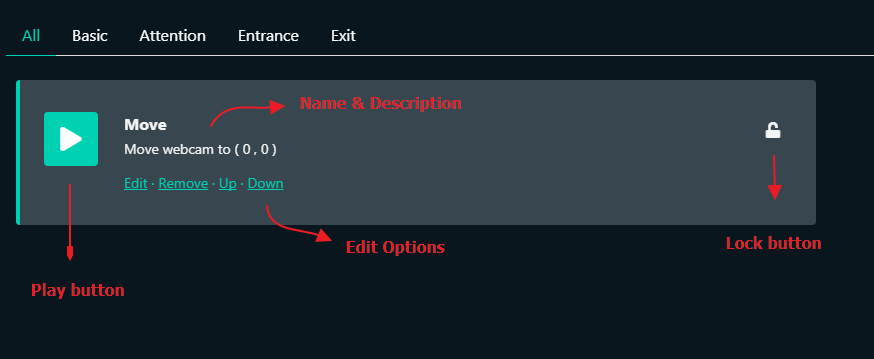 All Basic Attention Entrance Exit
Name & Description
Move
Move webcam to ( 0 , 0 )
Edit · Remove · Up · Down
Lock button
Edit Options
Play button